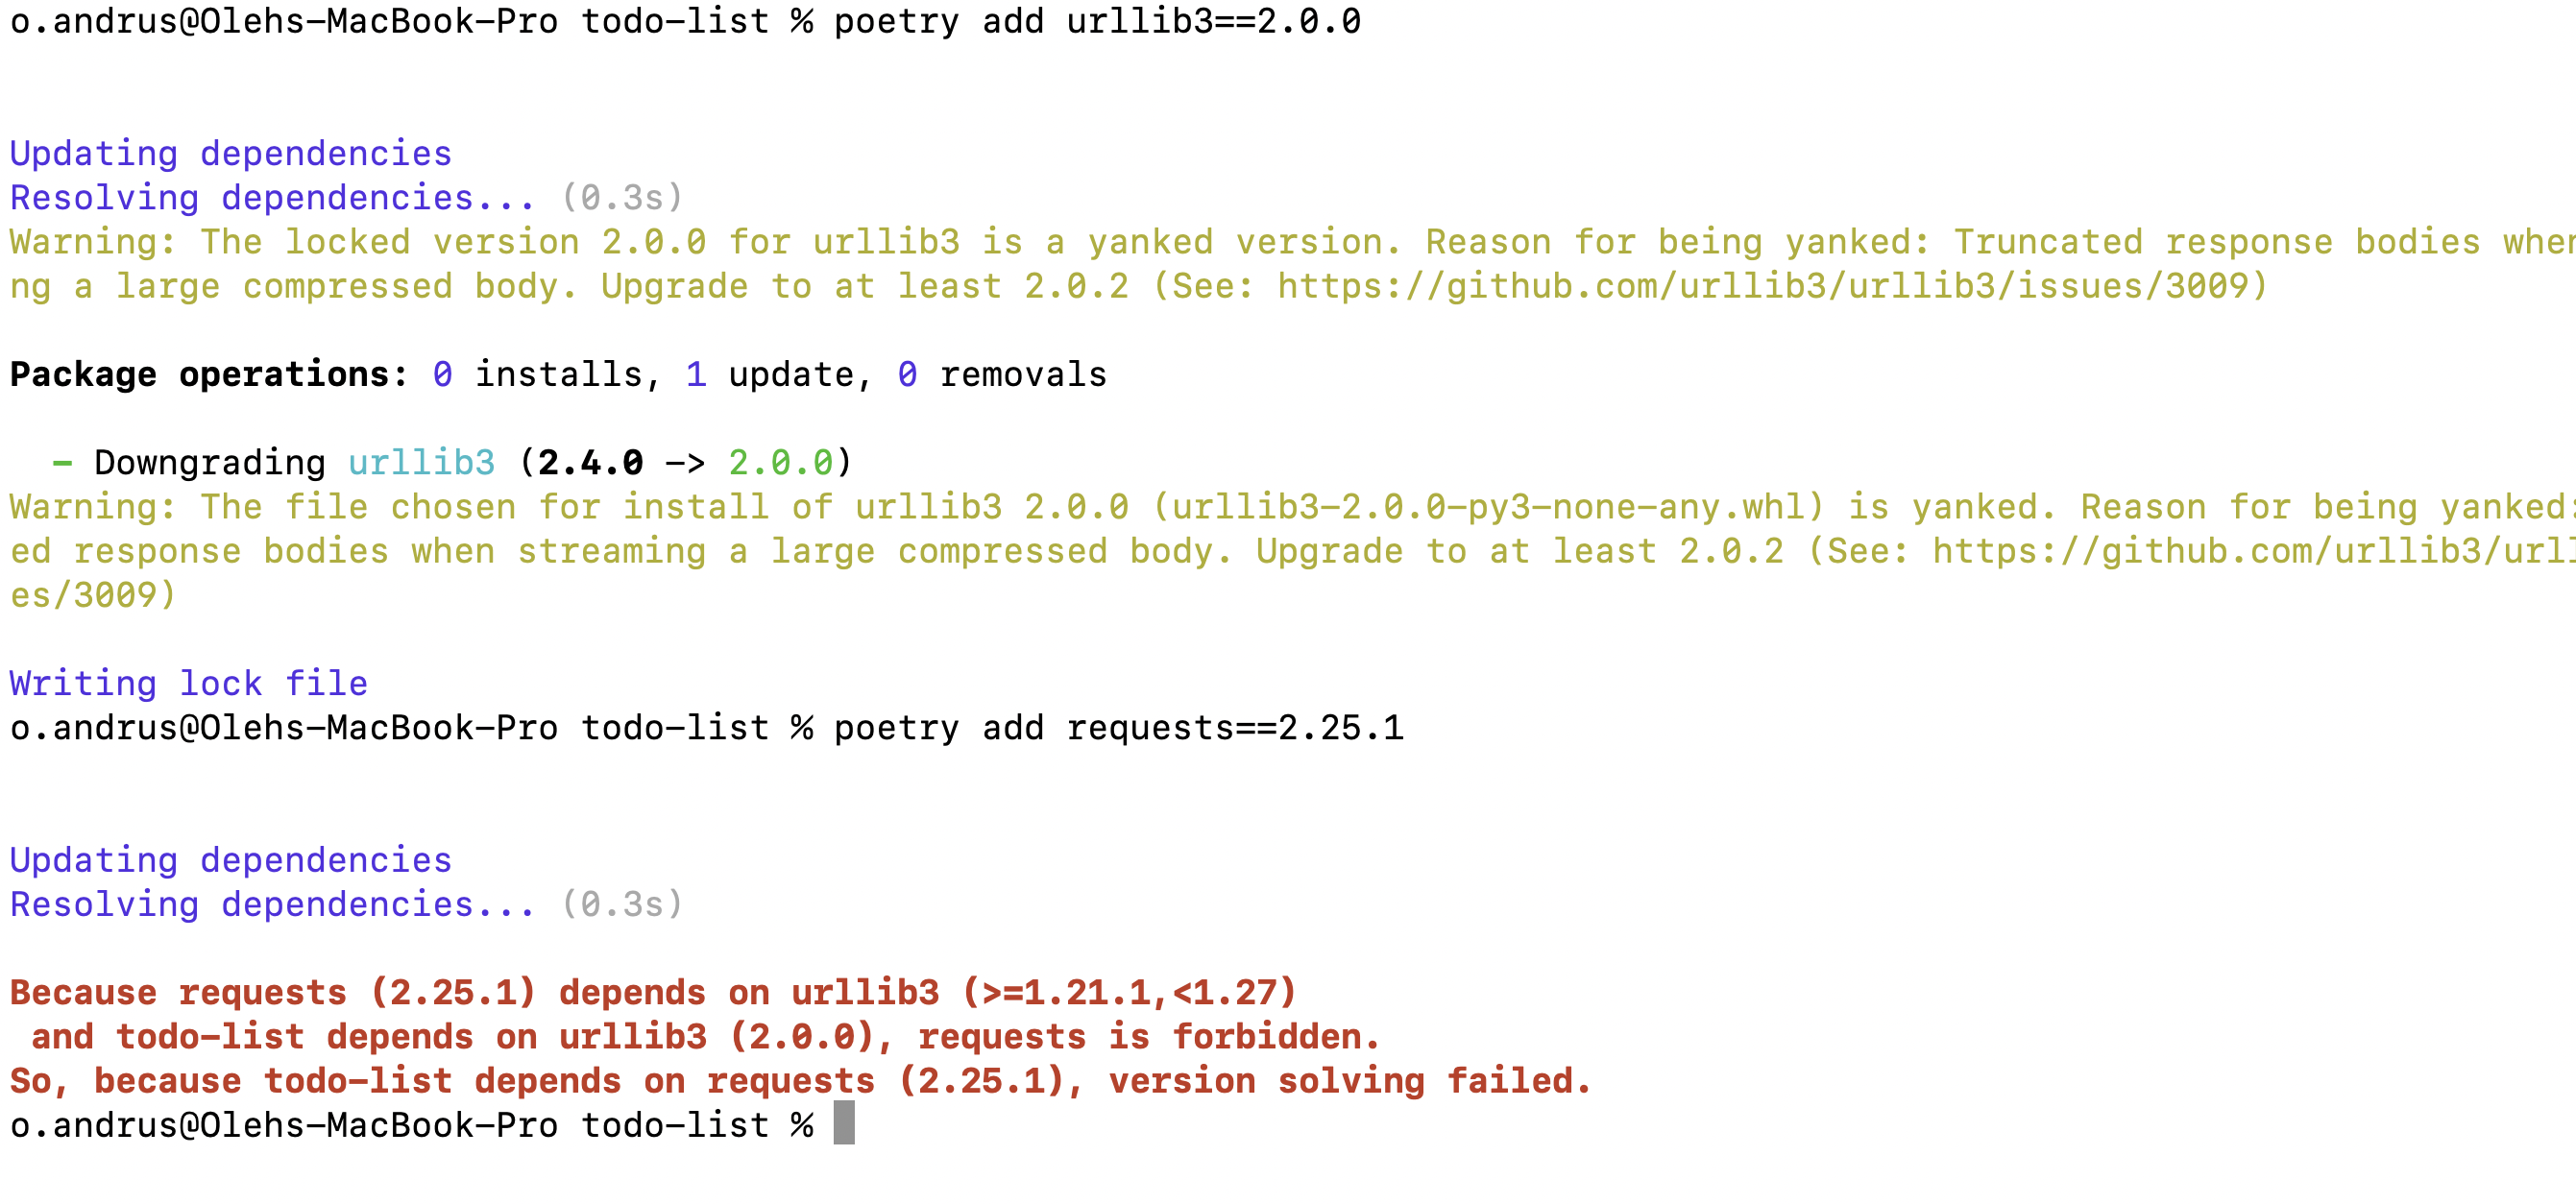 o.andrus@Olehs-MacBook-Pro todo-list % poetry add urllib3==2.0.0
Updating dependencies
Resolving dependencies... (0.3s)
Warning: The locked version 2.0.0 for urllib3 is a yanked version. Reason for being yanked: Truncated response bodies when
ng a large compressed body. Upgrade to at least 2.0.2 (See: https://github.com/urllib3/urllib3/issues/3009)
Package operations: 0 installs, 1 update, 0 removals
- Downgrading urllib3 (2.4.0 -> 2.0.0)
Warning: The file chosen for install of urllib3 2.0.0 (urllib3-2.0.0-py3-none-any.whl) is yanked. Reason for being yanked:
ed response bodies when streaming a large compressed body. Upgrade to at least 2.0.2 (See: https://github.com/urllib3/urll
es/3009)
Writing lock file
o.andrus@Olehs-MacBook-Pro todo-list % poetry add requests==2.25.1
Updating dependencies
Resolving dependencies... (0.3s)
Because requests (2.25.1) depends on urllib3 (>=1.21.1,<1.27)
and todo-list depends on urllib3 (2.0.0), requests is forbidden.
So, because todo-list depends on requests (2.25.1), version solving failed.
o.andrus@Olehs-MacBook-Pro todo-list %